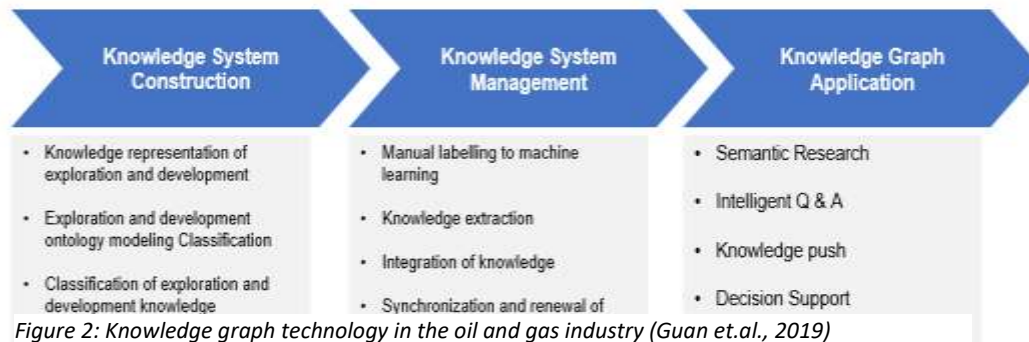 Knowledge System
Construction
Knowledge System
Management
Knowledge Graph
Application
• Knowledge representation of
exploration and development
• Exploration and development
ontology modeling Classification
• Classification of exploration and
development knowledge
• Manual labelling to machine
learning
• Knowledge extraction
• Integration of knowledge
• Synchronization and renewal of
• Semantic Research
• Intelligent Q & A
• Knowledge push
• Decision Support
Figure 2: Knowledge graph technology in the oil and gas industry (Guan et.al., 2019)